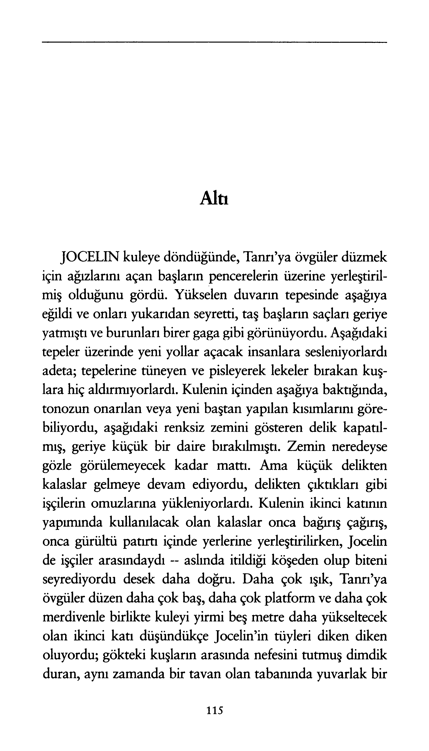 Altı
JOCELIN kuleye döndüğünde, Tanrı'ya övgüler düzmek
için ağızlarını açan başların pencerelerin üzerine yerleştiril-
miş olduğunu gördü. Yükselen duvarın tepesinde aşağıya
eğildi ve onları yukarıdan seyretti, taş başların saçları geriye
yatmıştı ve burunları birer gaga gibi görünüyordu. Aşağıdaki
tepeler üzerinde yeni yollar açacak insanlara sesleniyorlardı
adeta; tepelerine tüneyen ve pisleyerek lekeler bırakan kuş-
lara hiç aldırmıyorlardı. Kulenin içinden aşağıya baktığında,
tonozun onarılan veya yeni baştan yapılan kısımlarını göre-
biliyordu, aşağıdaki renksiz zemini gösteren delik kapatıl-
mış, geriye küçük bir daire bırakılmıştı. Zemin neredeyse
gözle görülemeyecek kadar mattı. Ama küçük delikten
kalaslar gelmeye devam ediyordu, delikten çıktıkları gibi
işçilerin omuzlarına yükleniyorlardı. Kulenin ikinci katının
yapımında kullanılacak olan kalaslar onca bağırış çağırış,
onca gürültü patırtı içinde yerlerine yerleştirilirken, Jocelin
de işçiler arasındaydı -- aslında itildiği köşeden olup biteni
seyrediyordu desek daha doğru. Daha çok ışık, Tanrı'ya
övgüler düzen daha çok baş, daha çok platform ve daha çok
merdivenle birlikte kuleyi yirmi beş metre daha yükseltecek
olan ikinci katı düşündükçe Jocelin'in tüyleri diken diken
oluyordu; gökteki kuşların arasında nefesini tutmuş dimdik
duran, aynı zamanda bir tavan olan tabanında yuvarlak bir
115